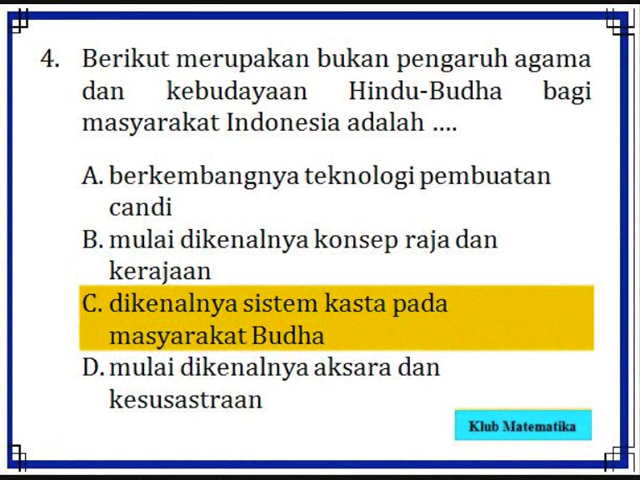 4. Berikut merupakan bukan pengaruh agama
dan kebudayaan Hindu-Budha bagi
masyarakat Indonesia adalah ....
A. berkembangnya teknologi pembuatan
candi
B. mulai dikenalnya konsep raja dan
kerajaan
C. dikenalnya sistem kasta pada
masyarakat Budha
D. mulai dikenalnya aksara dan
kesusastraan
Klub Matematika